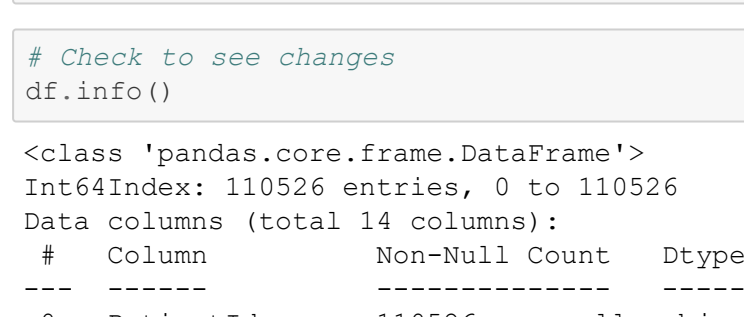 # Check to see changes
df.info()
<class 'pandas.core.frame.DataFrame'>
Int64Index: 110526 entries, 0 to 110526
Data columns (total 14 columns):
 #   Column          Non-Null Count   Dtype
---  ------          --------------   -----